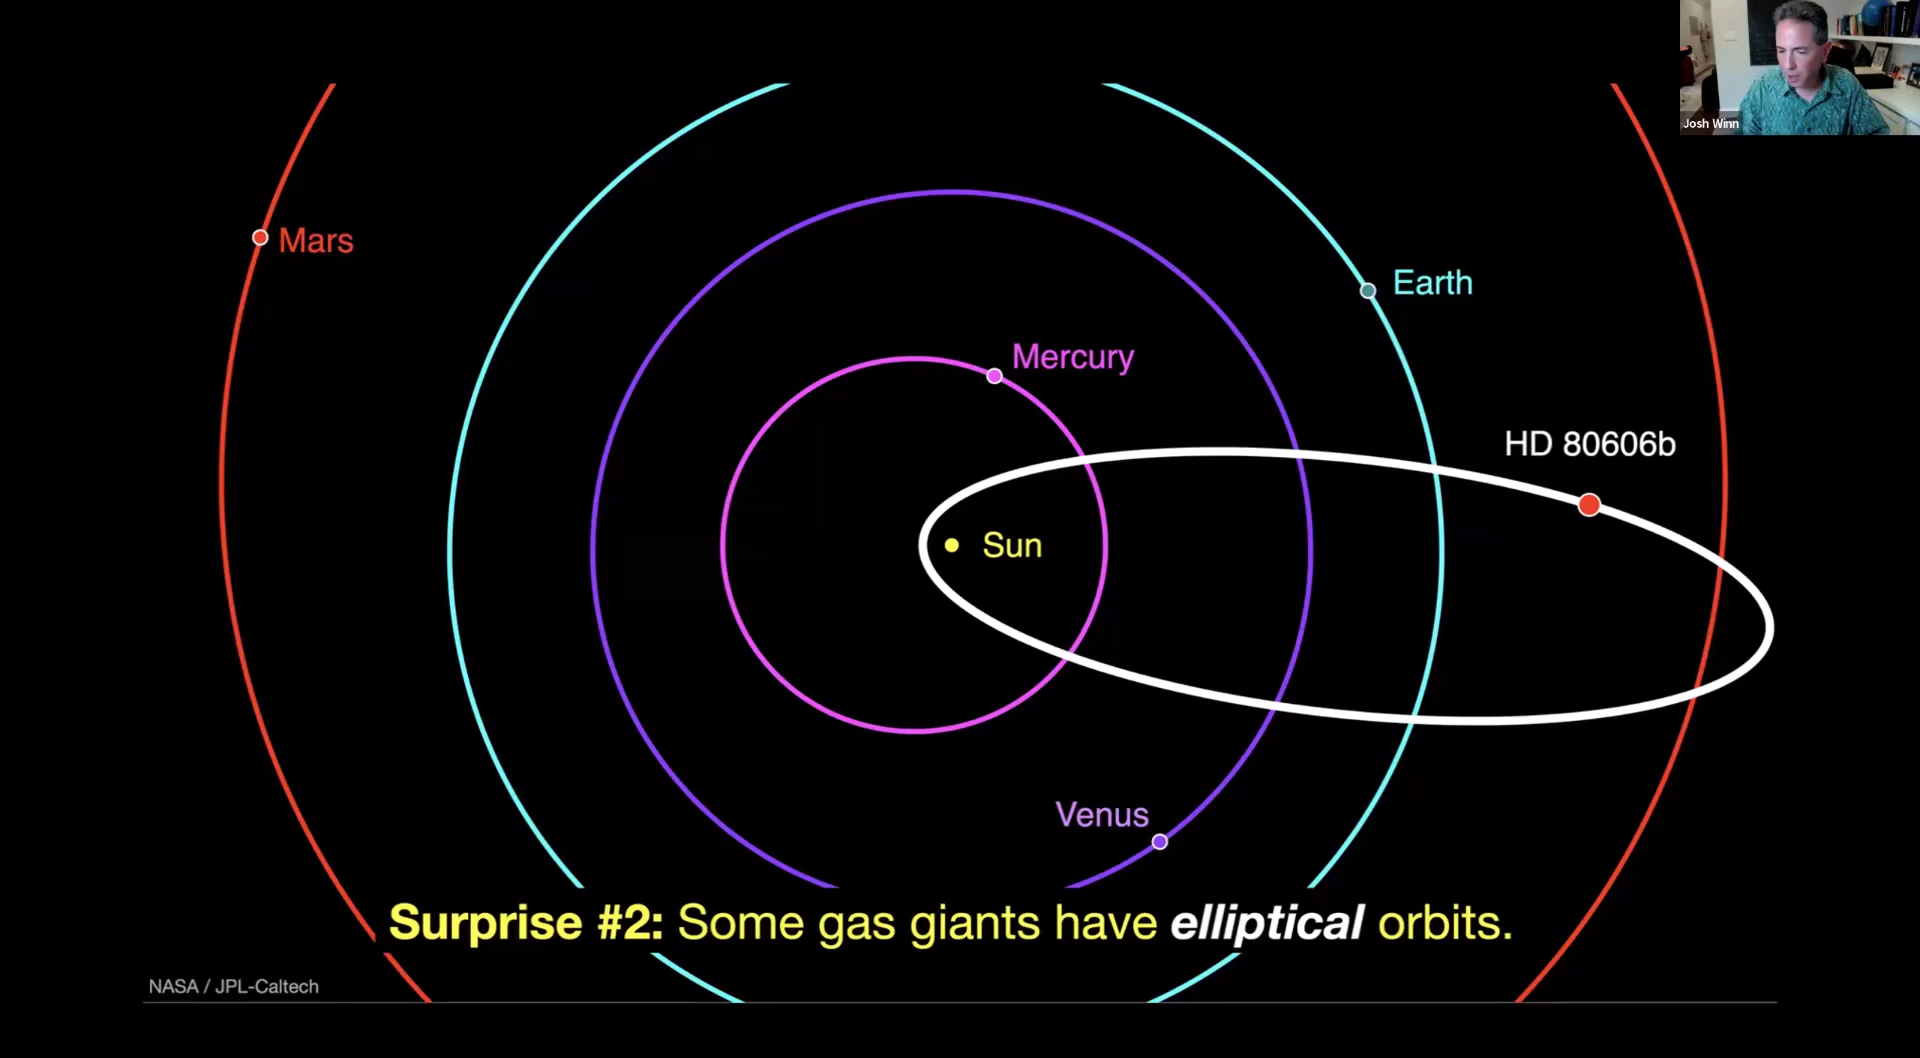 Josh Winn
Mars
Earth
Mercury
HD 80606b
Sun
Venus
Surprise #2: Some gas giants have elliptical orbits.
NASA / JPL-Caltech